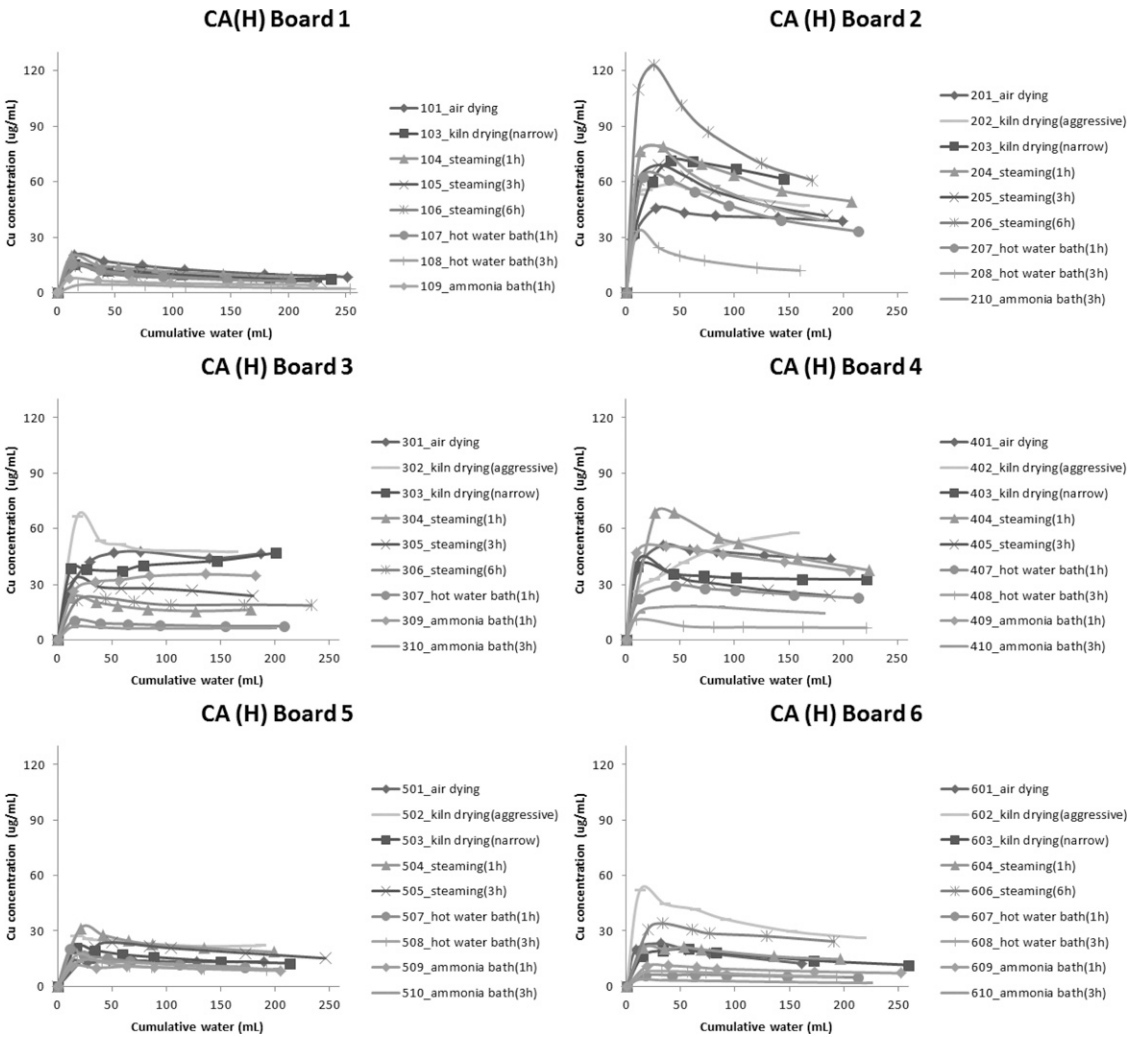 CA(H) Board 1
Cu concentration (ug/mL)
120
90
60
30
0
0 50 100 150 200 250
Cumulative water (mL)
101_air dying
103_kiln drying(narrow)
104_steaming(1h)
105_steaming(3h)
106_steaming(6h)
107_hot water bath(1h)
108_hot water bath(3h)
109_ammonia bath(1h)
CA (H) Board 2
Cu concentration (ug/mL)
120
90
60
30
0
0 50 100 150 200 250
Cumulative water (mL)
201_air dying
202_kiln drying(aggressive)
203_kiln drying(narrow)
204_steaming(1h)
205_steaming(3h)
206_steaming(6h)
207_hot water bath(1h)
208_hot water bath(3h)
210_ammonia bath(3h)
CA (H) Board 3
Cu concentration (ug/mL)
120
90
60
30
0
0 50 100 150 200 250
Cumulative water (mL)
301_air dying
302_kiln drying(aggressive)
303_kiln drying(narrow)
304_steaming(1h)
305_steaming(3h)
306_steaming(6h)
307_hot water bath(1h)
309_ammonia bath(1h)
310_ammonia bath(3h)
CA (H) Board 4
Cu concentration (ug/mL)
120
90
60
30
0
0 50 100 150 200 250
Cumulative water (mL)
401_air dying
402_kiln drying(aggressive)
403_kiln drying(narrow)
404_steaming(1h)
405_steaming(3h)
407_hot water bath(1h)
408_hot water bath(3h)
409_ammonia bath(1h)
410_ammonia bath(3h)
CA (H) Board 5
Cu concentration (ug/mL)
120
90
60
30
0
0 50 100 150 200 250
Cumulative water (mL)
501_air dying
502_kiln drying(aggressive)
503_kiln drying(narrow)
504_steaming(1h)
505_steaming(3h)
507_hot water bath(1h)
508_hot water bath(3h)
509_ammonia bath(1h)
510_ammonia bath(3h)
CA (H) Board 6
Cu concentration (ug/mL)
120
90
60
30
0
0 50 100 150 200 250
Cumulative water (mL)
601_air dying
602_kiln drying(aggressive)
603_kiln drying(narrow)
604_steaming(1h)
606_steaming(6h)
607_hot water bath(1h)
608_hot water bath(3h)
609_ammonia bath(1h)
610_ammonia bath(3h)